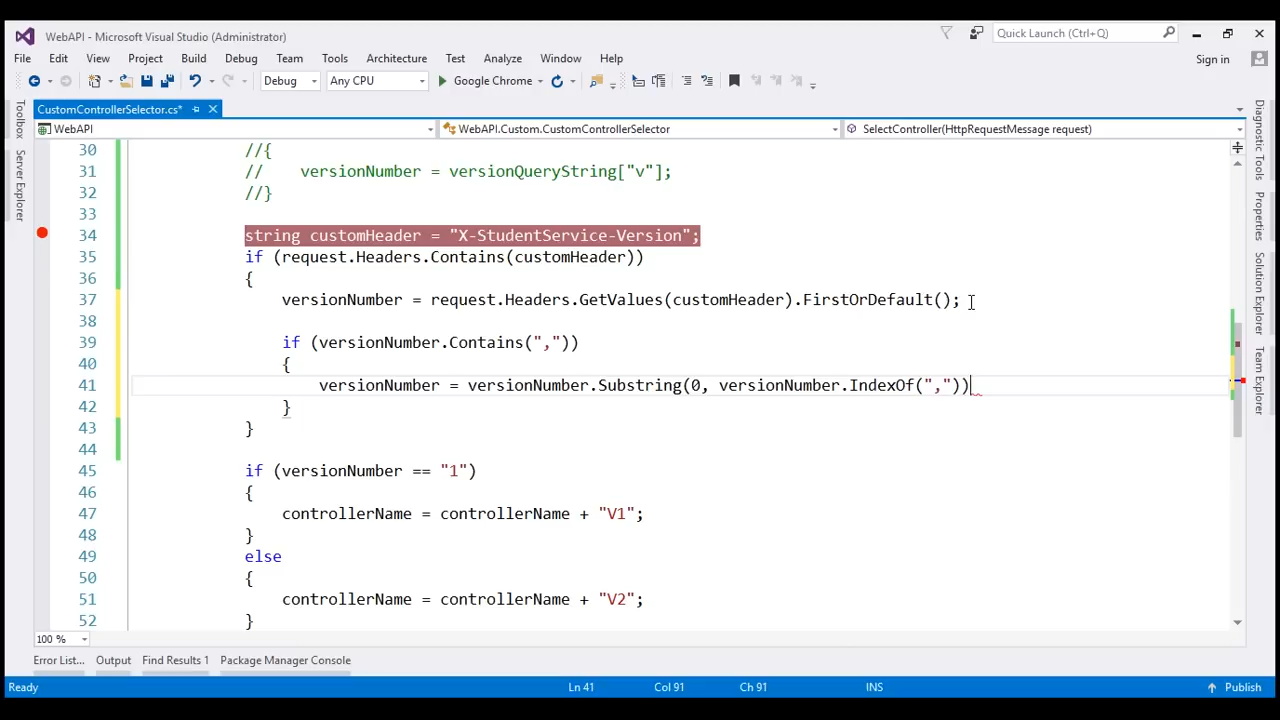 WebAPI - Microsoft Visual Studio (Administrator)
Quick Launch (Ctrl+Q)
File Edit View Project Build Debug Team Tools Architecture Test Analyze Window Help
Sign in
Debug Any CPU Google Chrome
CustomControllerSelector.cs*
WebAPI WebAPI.Custom.CustomControllerSelector SelectController(HttpRequestMessage request)
Toolbox
Server Explorer
30 //{
31 // versionNumber = versionQueryString["v"];
32 //}
33
34 string customHeader = "X-StudentService-Version";
35 if (request.Headers.Contains(customHeader))
36 {
37 versionNumber = request.Headers.GetValues(customHeader).FirstOrDefault();
38
39 if (versionNumber.Contains(","))
40 {
41 versionNumber = versionNumber.Substring(0, versionNumber.IndexOf(","))
42 }
43 }
44
45 if (versionNumber == "1")
46 {
47 controllerName = controllerName + "V1";
48 }
49 else
50 {
51 controllerName = controllerName + "V2";
52 }
Diagnostic Tools
Properties
Solution Explorer
Team Explorer
100 %
Error List... Output Find Results 1 Package Manager Console
Ready Ln 41 Col 91 Ch 91 INS Publish